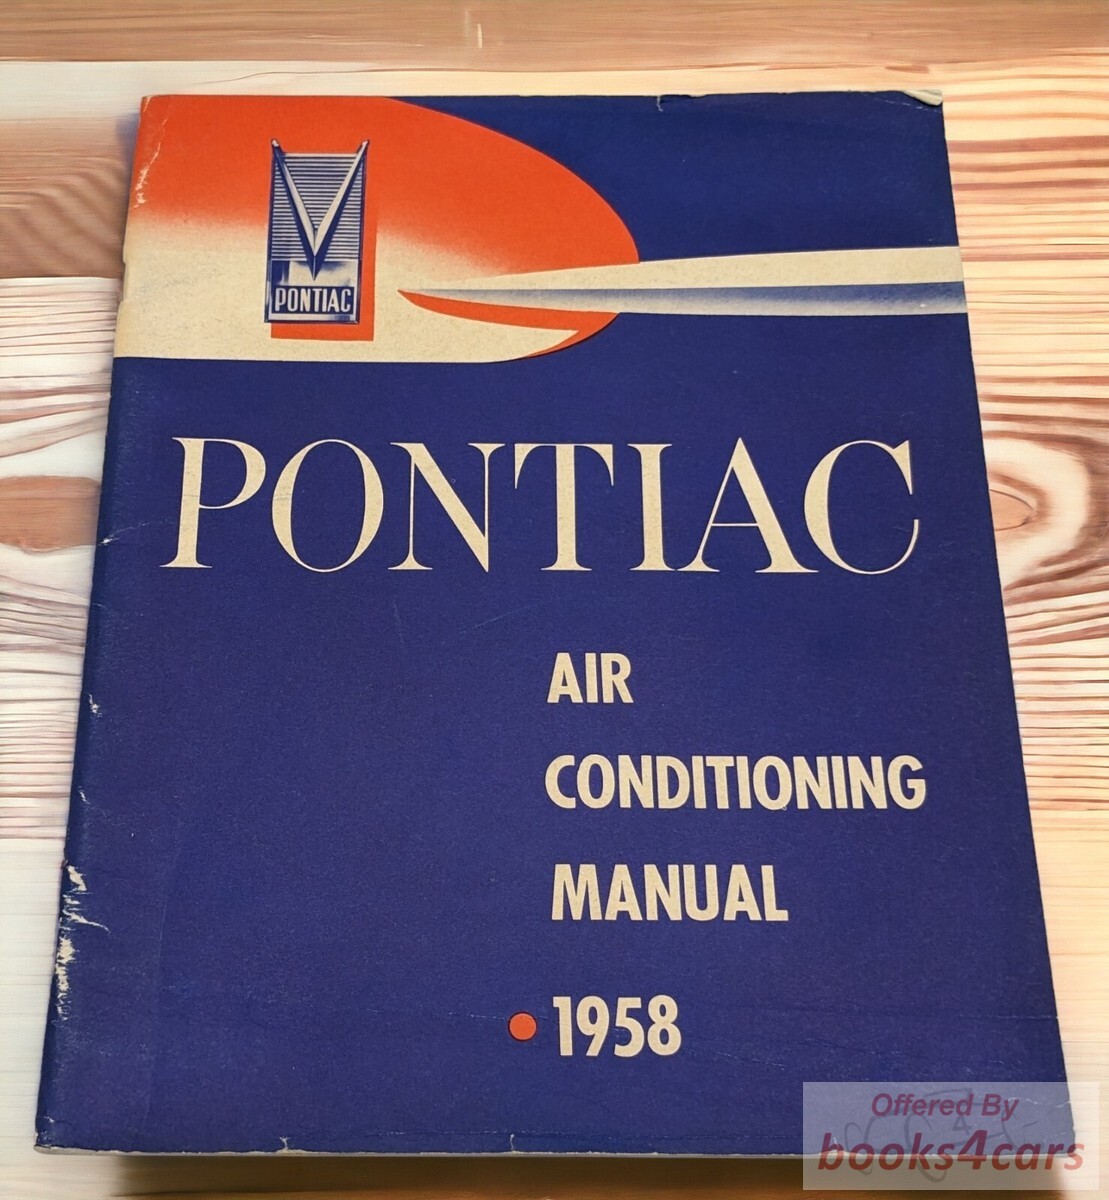 PONTIAC
PONTIAC
AIR
CONDITIONING
MANUAL
• 1958
Offered By
books4cars